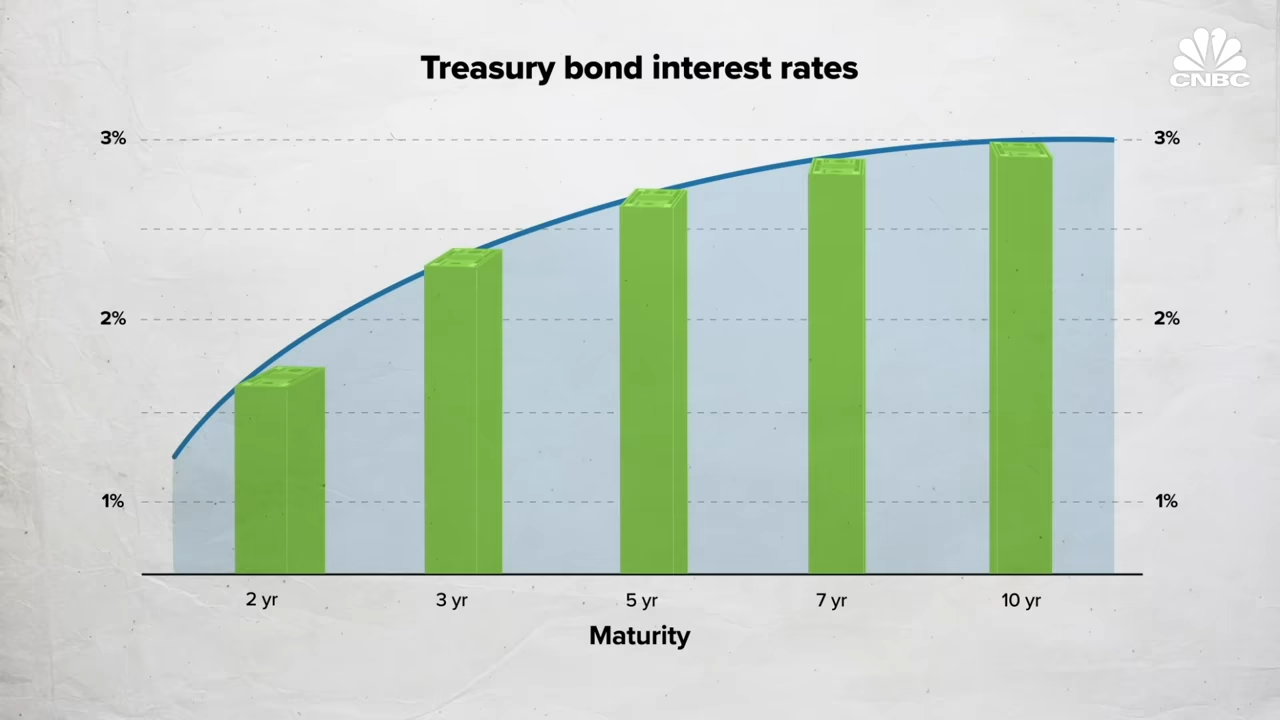 Treasury bond interest rates
CNBC
3%
3%
2%
2%
1%
1%
2 yr
3 yr
5 yr
7 yr
10 yr
Maturity